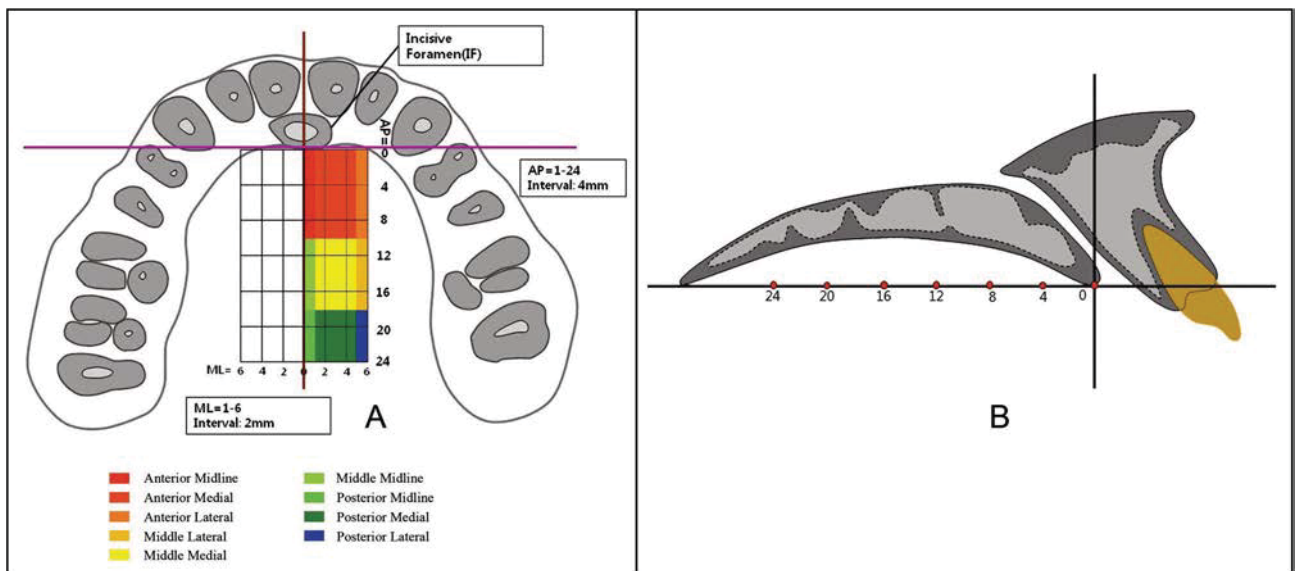 Incisive
Foramen(IF)
AP=
0
4
8
12
16
20
24
AP=1-24
Interval: 4mm
ML= 6 4 2 0 2 4 6
ML=1-6
Interval: 2mm
A
Anterior Midline
Anterior Medial
Anterior Lateral
Middle Lateral
Middle Medial
Middle Midline
Posterior Midline
Posterior Medial
Posterior Lateral
24 20 16 12 8 4 0
B